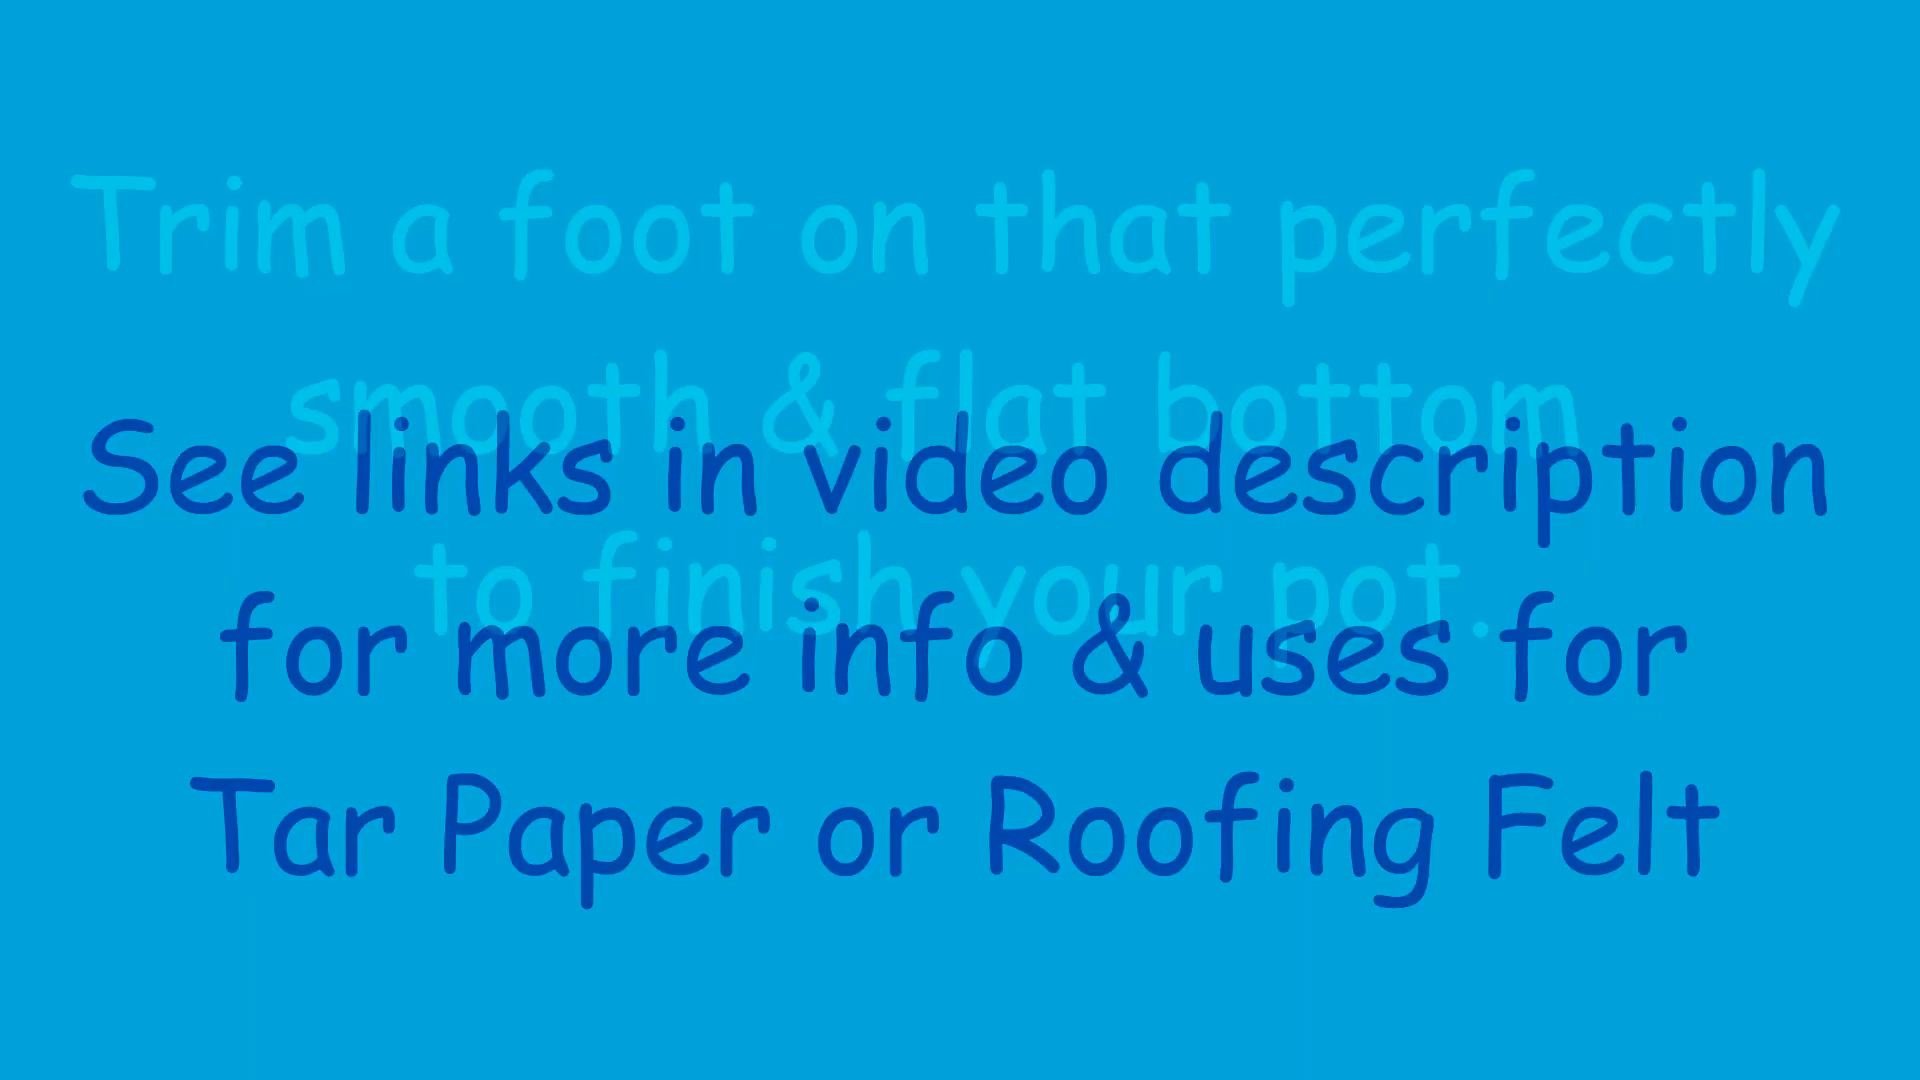 Trim a foot on that perfectly
smooth & flat bottom
to finish your pot.
See links in video description
for more info & uses for
Tar Paper or Roofing Felt